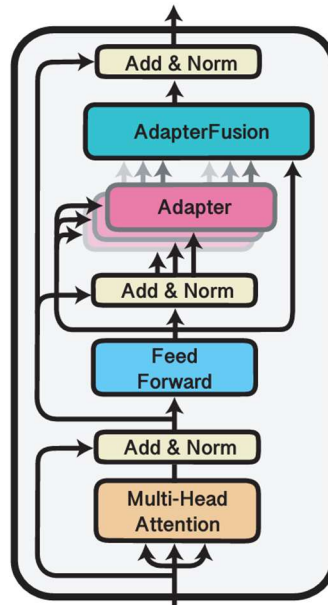 Add & Norm
AdapterFusion
Adapter
Add & Norm
Feed
Forward
Add & Norm
Multi-Head
Attention